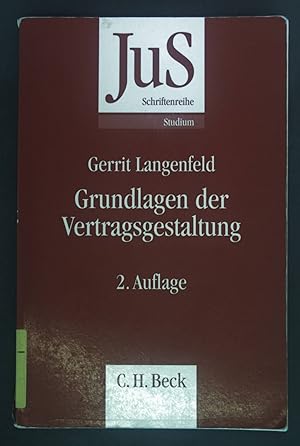 JuS
Schriftenreihe
Studium
Gerrit Langenfeld
Grundlagen der
Vertragsgestaltung
2. Auflage
C. H. Beck